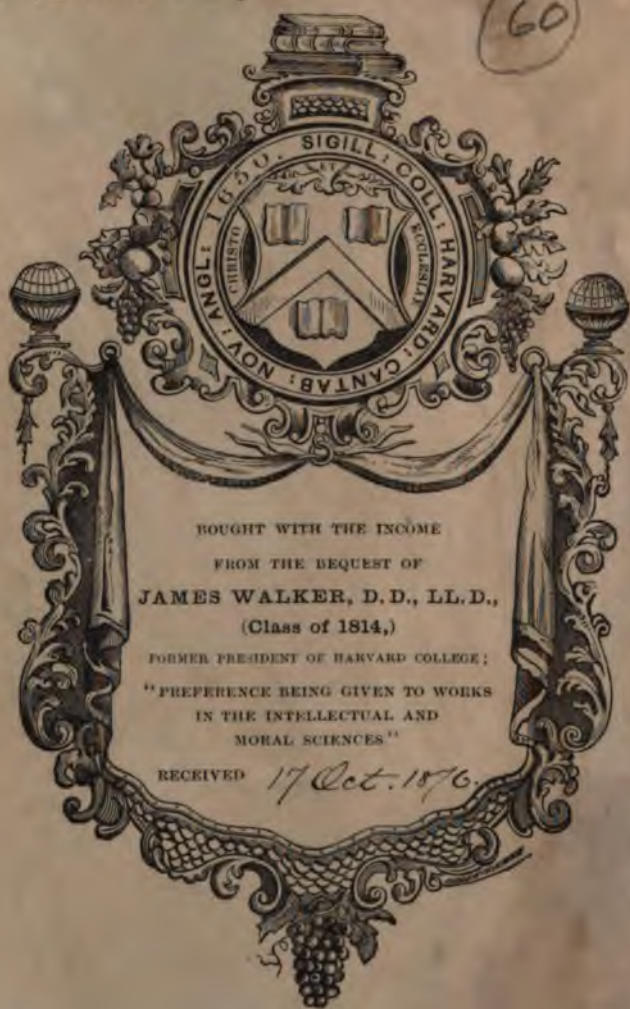 60
SIGILL: COLL: HARVARD: CANTAB: NOV: ANGL: 1650.
ET
CHRISTO
ECCLESIAE
BOUGHT WITH THE INCOME
FROM THE BEQUEST OF
JAMES WALKER, D.D., LL.D.,
(Class of 1814,)
FORMER PRESIDENT OF HARVARD COLLEGE;
"PREFERENCE BEING GIVEN TO WORKS
IN THE INTELLECTUAL AND
MORAL SCIENCES"
RECEIVED 17 Oct. 1876.